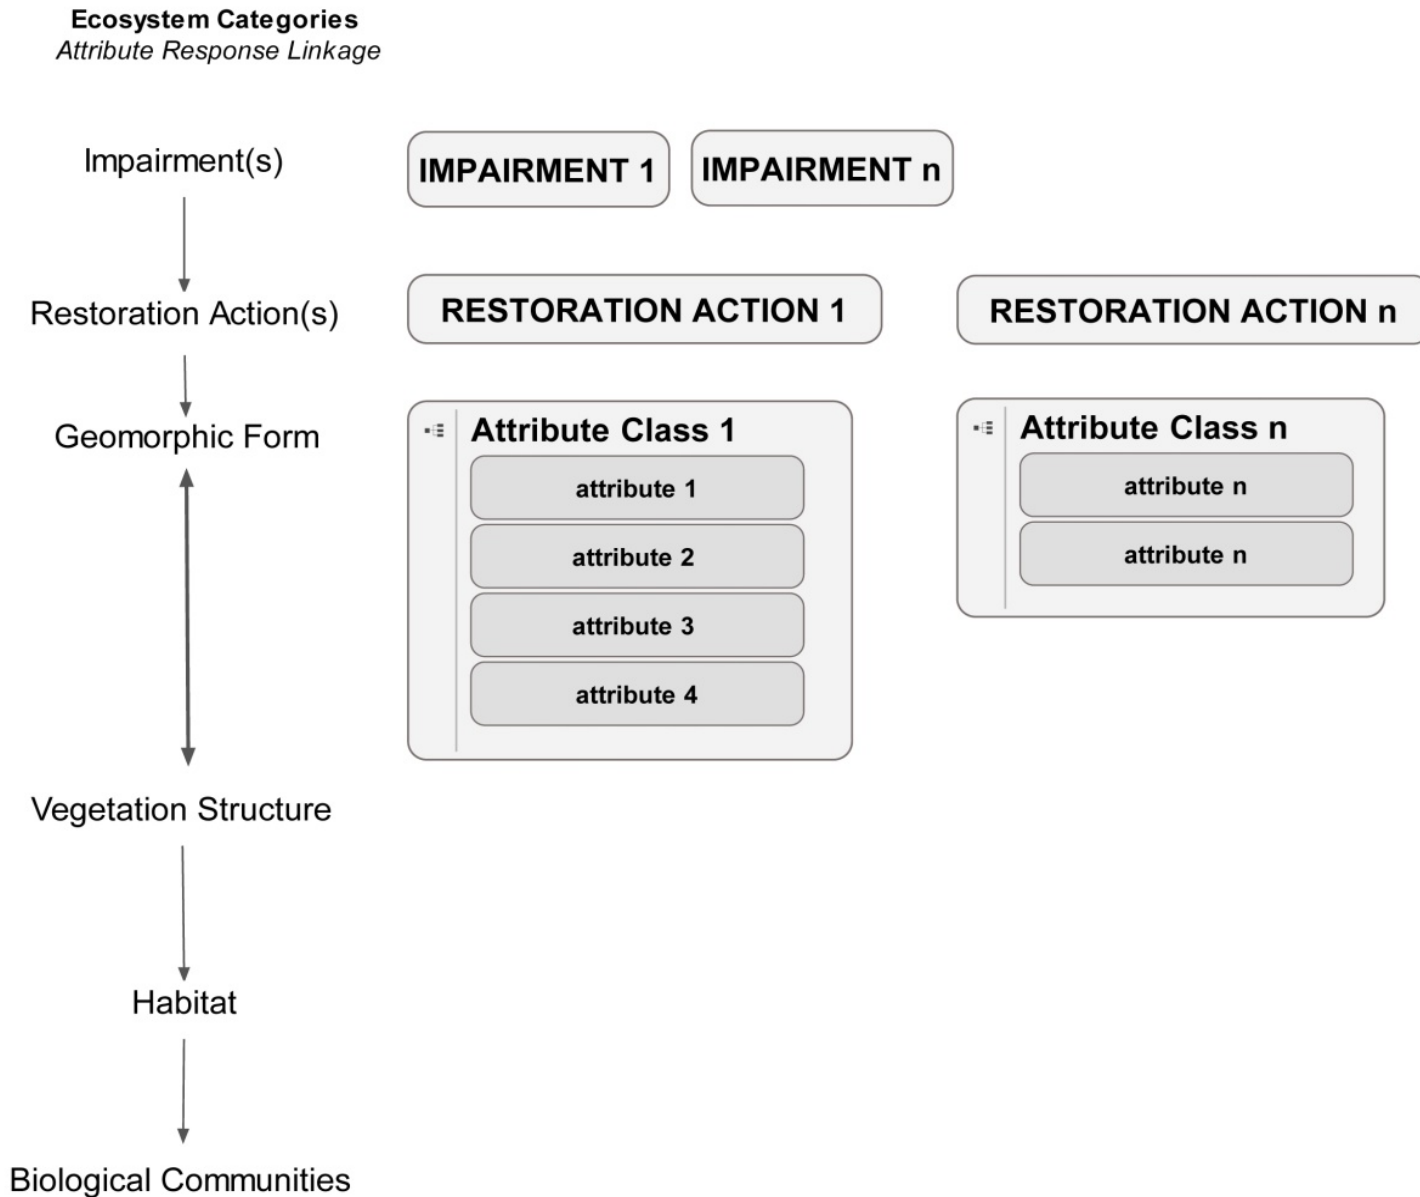 Ecosystem Categories
Attribute Response Linkage
Impairment(s)
IMPAIRMENT 1
IMPAIRMENT n
Restoration Action(s)
RESTORATION ACTION 1
RESTORATION ACTION n
Geomorphic Form
Attribute Class 1
attribute 1
attribute 2
attribute 3
attribute 4
Attribute Class n
attribute n
attribute n
Vegetation Structure
Habitat
Biological Communities